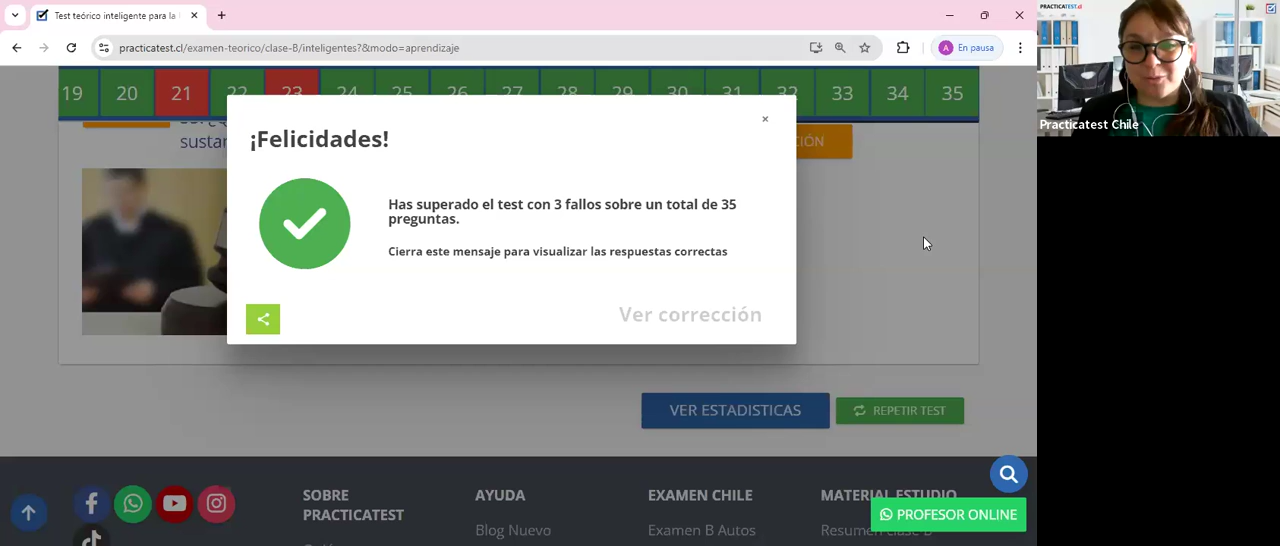 Test teórico inteligente para la
practicatest.cl/examen-teorico/clase-B/inteligentes?&modo=aprendizaje
A En pausa
PRACTICATEST.cl
Practicatest Chile
19 20 21 22 23 24 25 26 27 28 29 30 31 32 33 34 35
sustan
CIÓN
¡Felicidades!
Has superado el test con 3 fallos sobre un total de 35
preguntas.
Cierra este mensaje para visualizar las respuestas correctas
Ver corrección
VER ESTADISTICAS
REPETIR TEST
SOBRE
PRACTICATEST
AYUDA
Blog Nuevo
EXAMEN CHILE
Examen B Autos
MATERIAL ESTUDIO
Resumen clase B
PROFESOR ONLINE